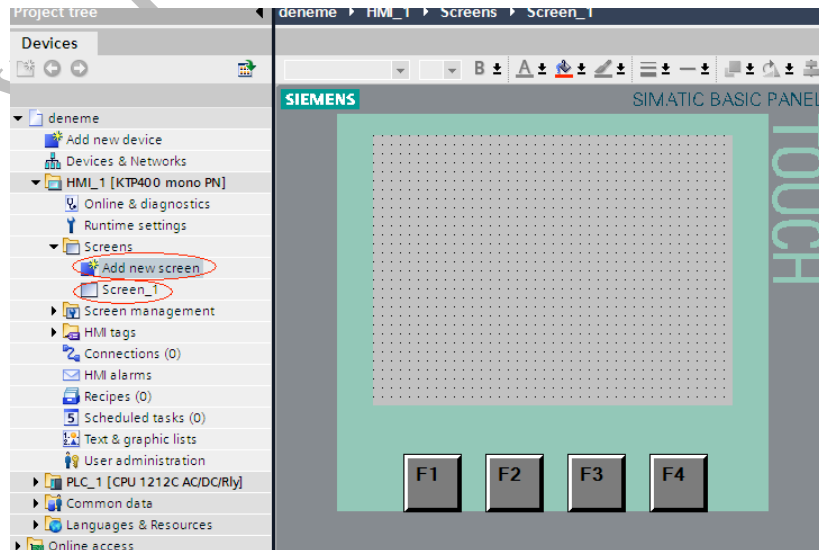 Project tree
deneme ▸ HMI_1 ▸ Screens ▸ Screen_1
Devices
B A
SIEMENS
SIMATIC BASIC PANEL
TOUCH
deneme
Add new device
Devices & Networks
HMI_1 [KTP400 mono PN]
Online & diagnostics
Runtime settings
Screens
Add new screen
Screen_1
Screen management
HMI tags
Connections (0)
HMI alarms
Recipes (0)
Scheduled tasks (0)
Text & graphic lists
User administration
PLC_1 [CPU 1212C AC/DC/Rly]
Common data
Languages & Resources
Online access
F1 F2 F3 F4